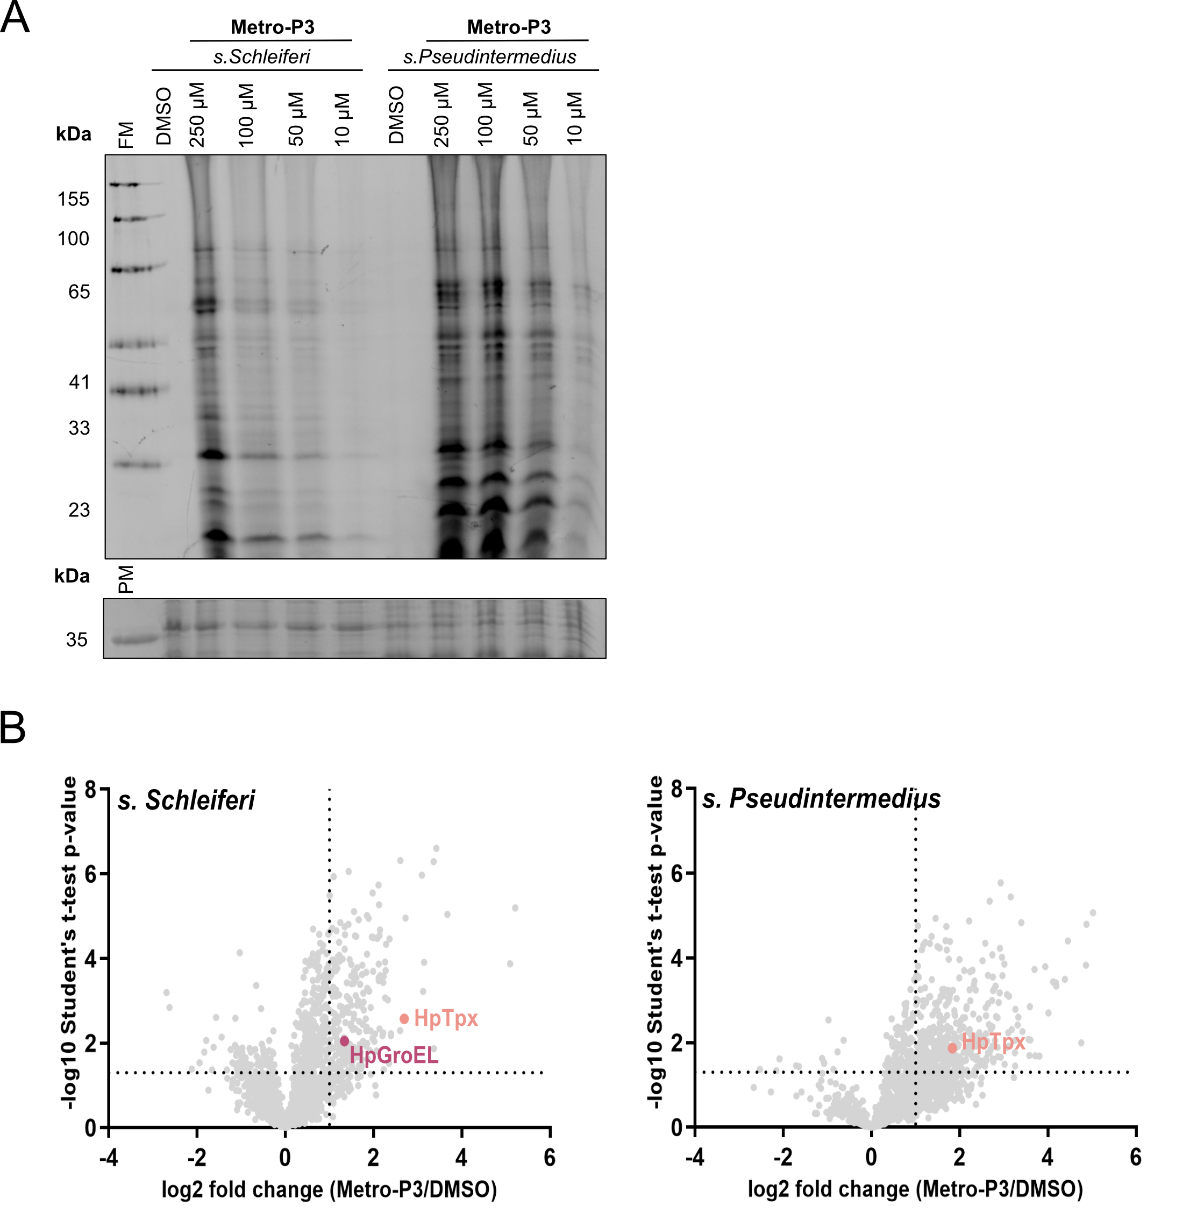 A
Metro-P3 Metro-P3
s.Schleiferi s.Pseudintermedius
kDa FM DMSO 250 µM 100 µM 50 µM 10 µM DMSO 250 µM 100 µM 50 µM 10 µM
155
100
65
41
33
23
kDa PM
35
B
-log10 Student's t-test p-value
s. Schleiferi
8
6
4
2
0
HpTpx
HpGroEL
-4 -2 0 2 4 6
log2 fold change (Metro-P3/DMSO)
-log10 Student's t-test p-value
s. Pseudintermedius
8
6
4
2
0
HpTpx
-4 -2 0 2 4 6
log2 fold change (Metro-P3/DMSO)